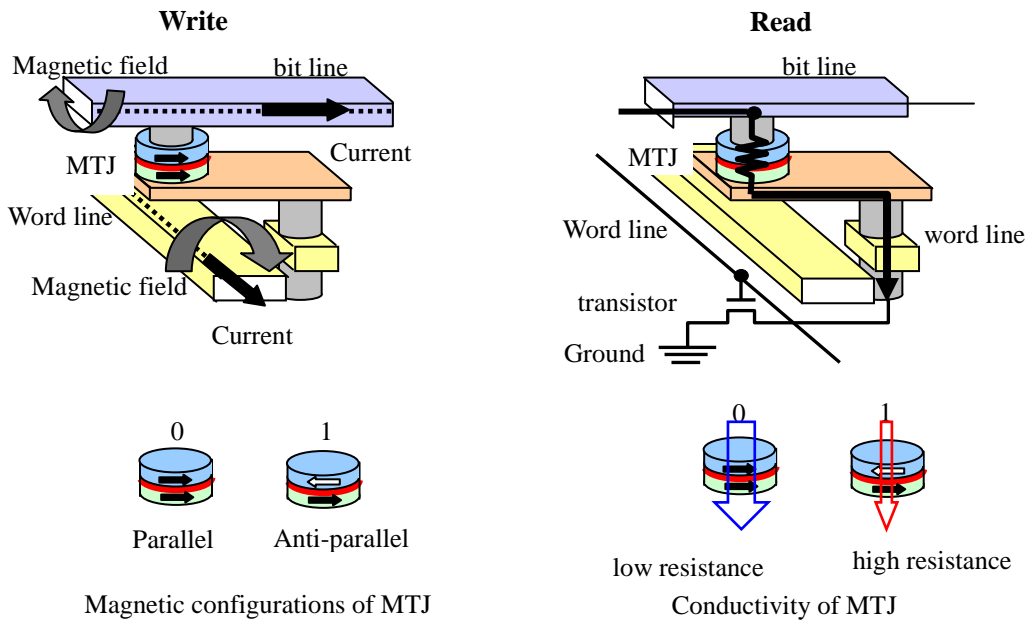 Write
Magnetic field
bit line
Current
MTJ
Word line
Magnetic field
Current
0
1
Parallel
Anti-parallel
Magnetic configurations of MTJ
Read
bit line
MTJ
Word line
word line
transistor
Ground
0
1
low resistance
high resistance
Conductivity of MTJ